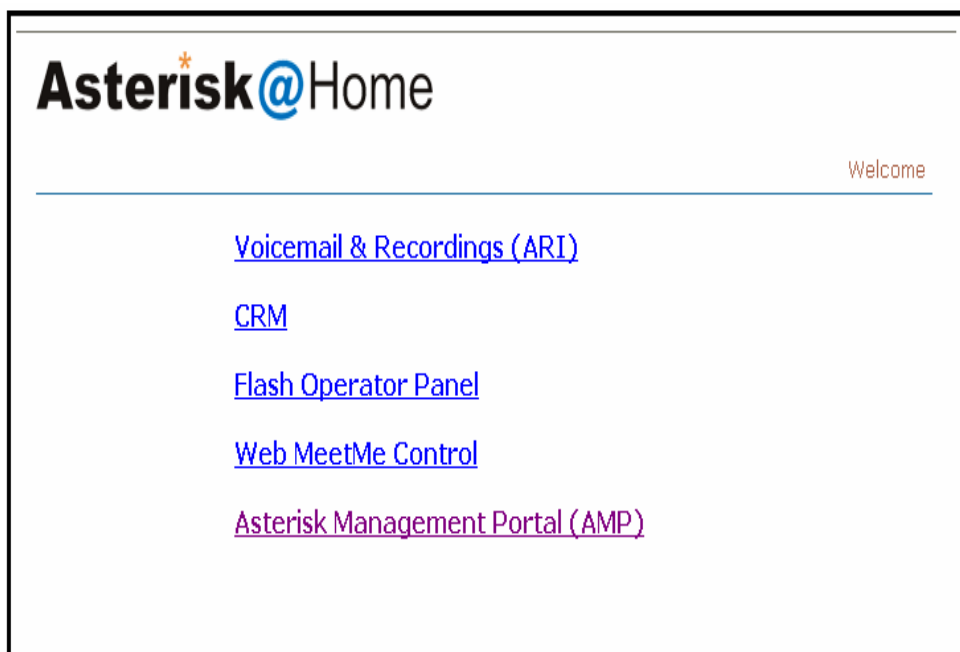 Asterisk@Home
Welcome
Voicemail & Recordings (ARI)
CRM
Flash Operator Panel
Web MeetMe Control
Asterisk Management Portal (AMP)